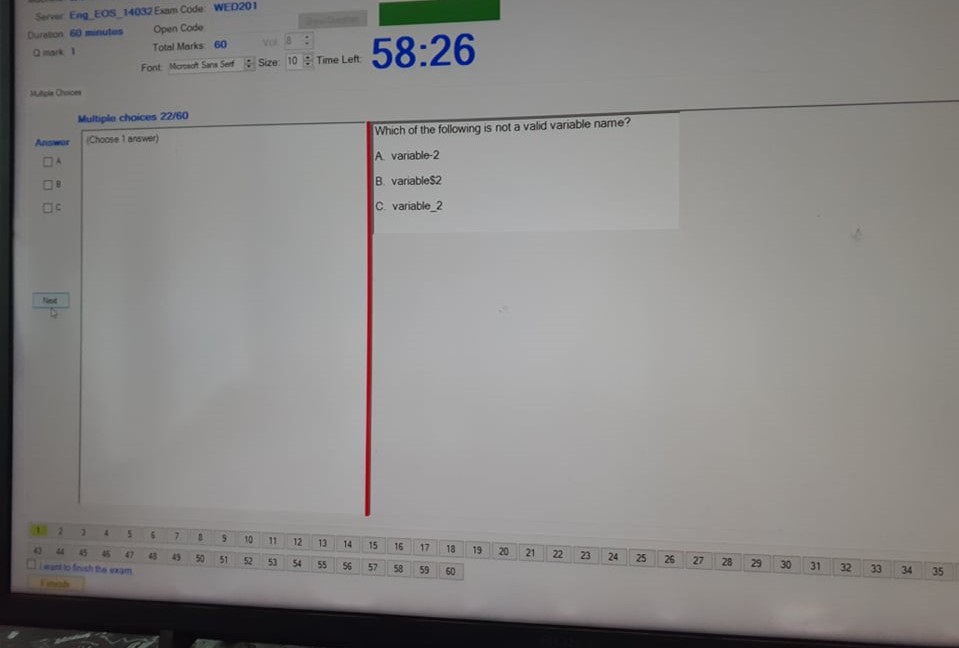 Server: Eng_EOS_14032 Exam Code: WED201
Duration: 60 minutes Open Code:
Q mark: 1 Total Marks: 60 Vol: 8
Font: Microsoft Sans Serif Size: 10 Time Left: 58:26
Multiple Choices
Multiple choices 22/60
Answer (Choose 1 answer)
A
B
C
Next
Which of the following is not a valid variable name?
A. variable-2
B. variable$2
C. variable_2
1 2 3 4 5 6 7 8 9 10 11 12 13 14 15 16 17 18 19 20 21 22 23 24 25 26 27 28 29 30 31 32 33 34 35
43 44 45 46 47 48 49 50 51 52 53 54 55 56 57 58 59 60
I want to finish the exam.
Finish